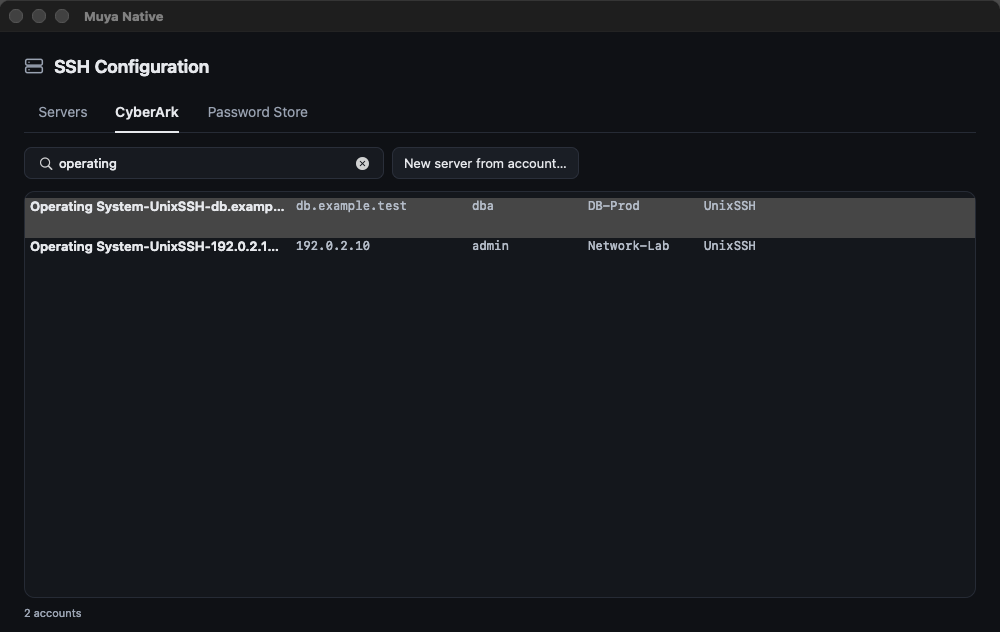 Muya Native
SSH Configuration
Servers CyberArk Password Store
operating New server from account...
Operating System-UnixSSH-db.examp... db.example.test dba DB-Prod UnixSSH
Operating System-UnixSSH-192.0.2.1... 192.0.2.10 admin Network-Lab UnixSSH
2 accounts